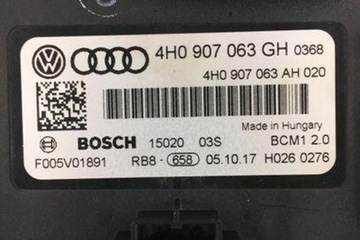 4H0 907 063 GH 0368
4H0 907 063 AH 020
Made in Hungary
BOSCH 15020 03S BCM1 2.0
F005V01891 RB8-658 05.10.17 H026 0276